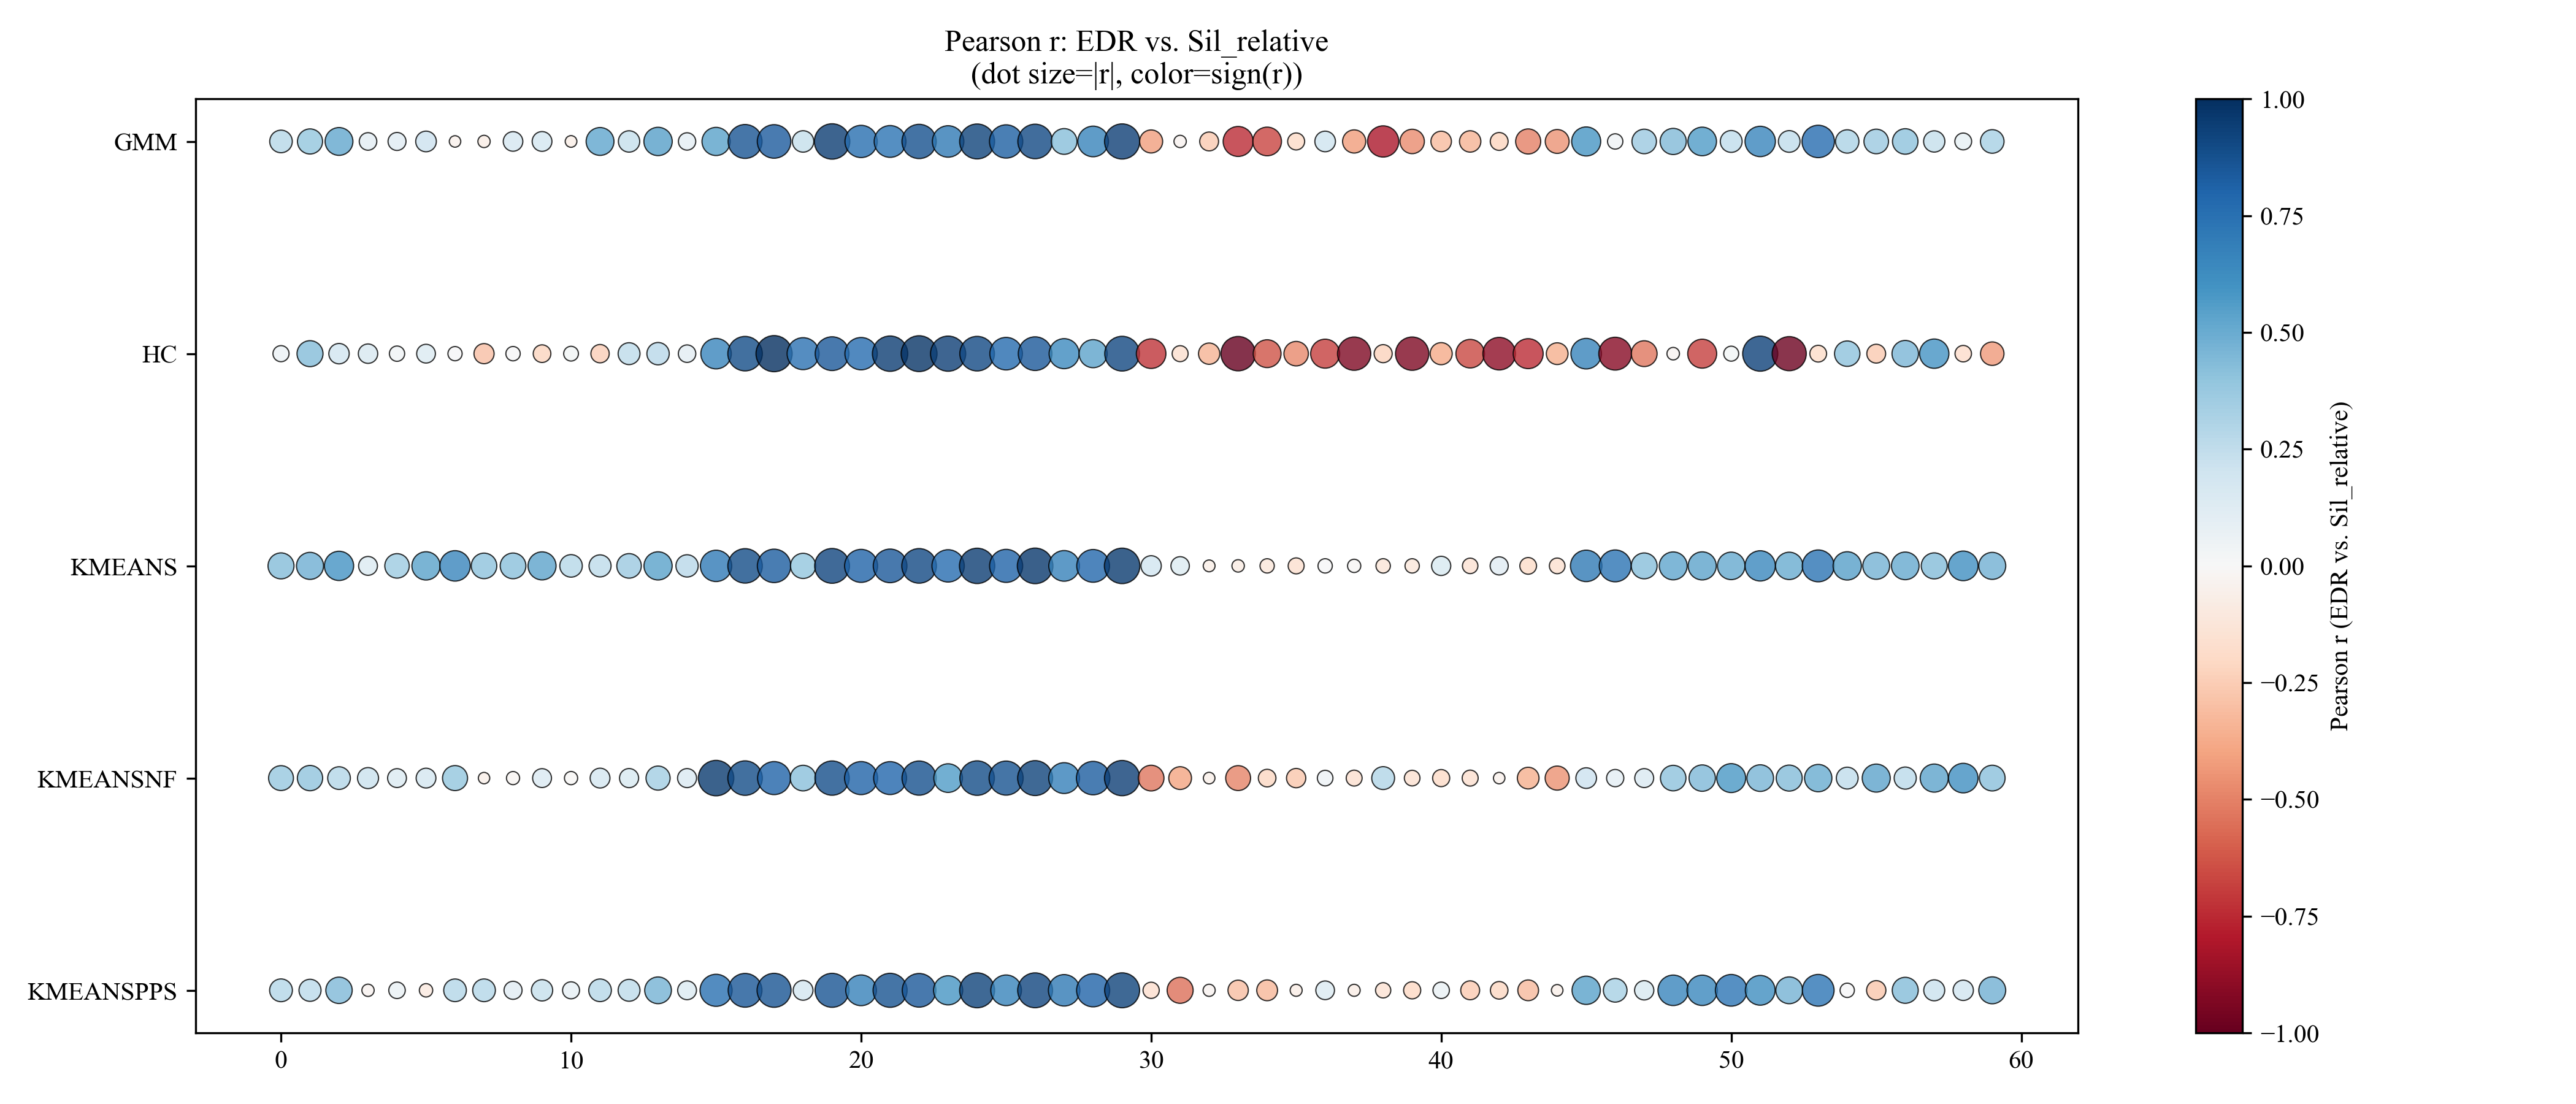 Pearson r: EDR vs. Sil_relative
(dot size=|r|, color=sign(r))
GMM
HC
KMEANS
KMEANSNF
KMEANSPPS
0 10 20 30 40 50 60
1.00
0.75
0.50
0.25
0.00
−0.25
−0.50
−0.75
−1.00
Pearson r (EDR vs. Sil_relative)